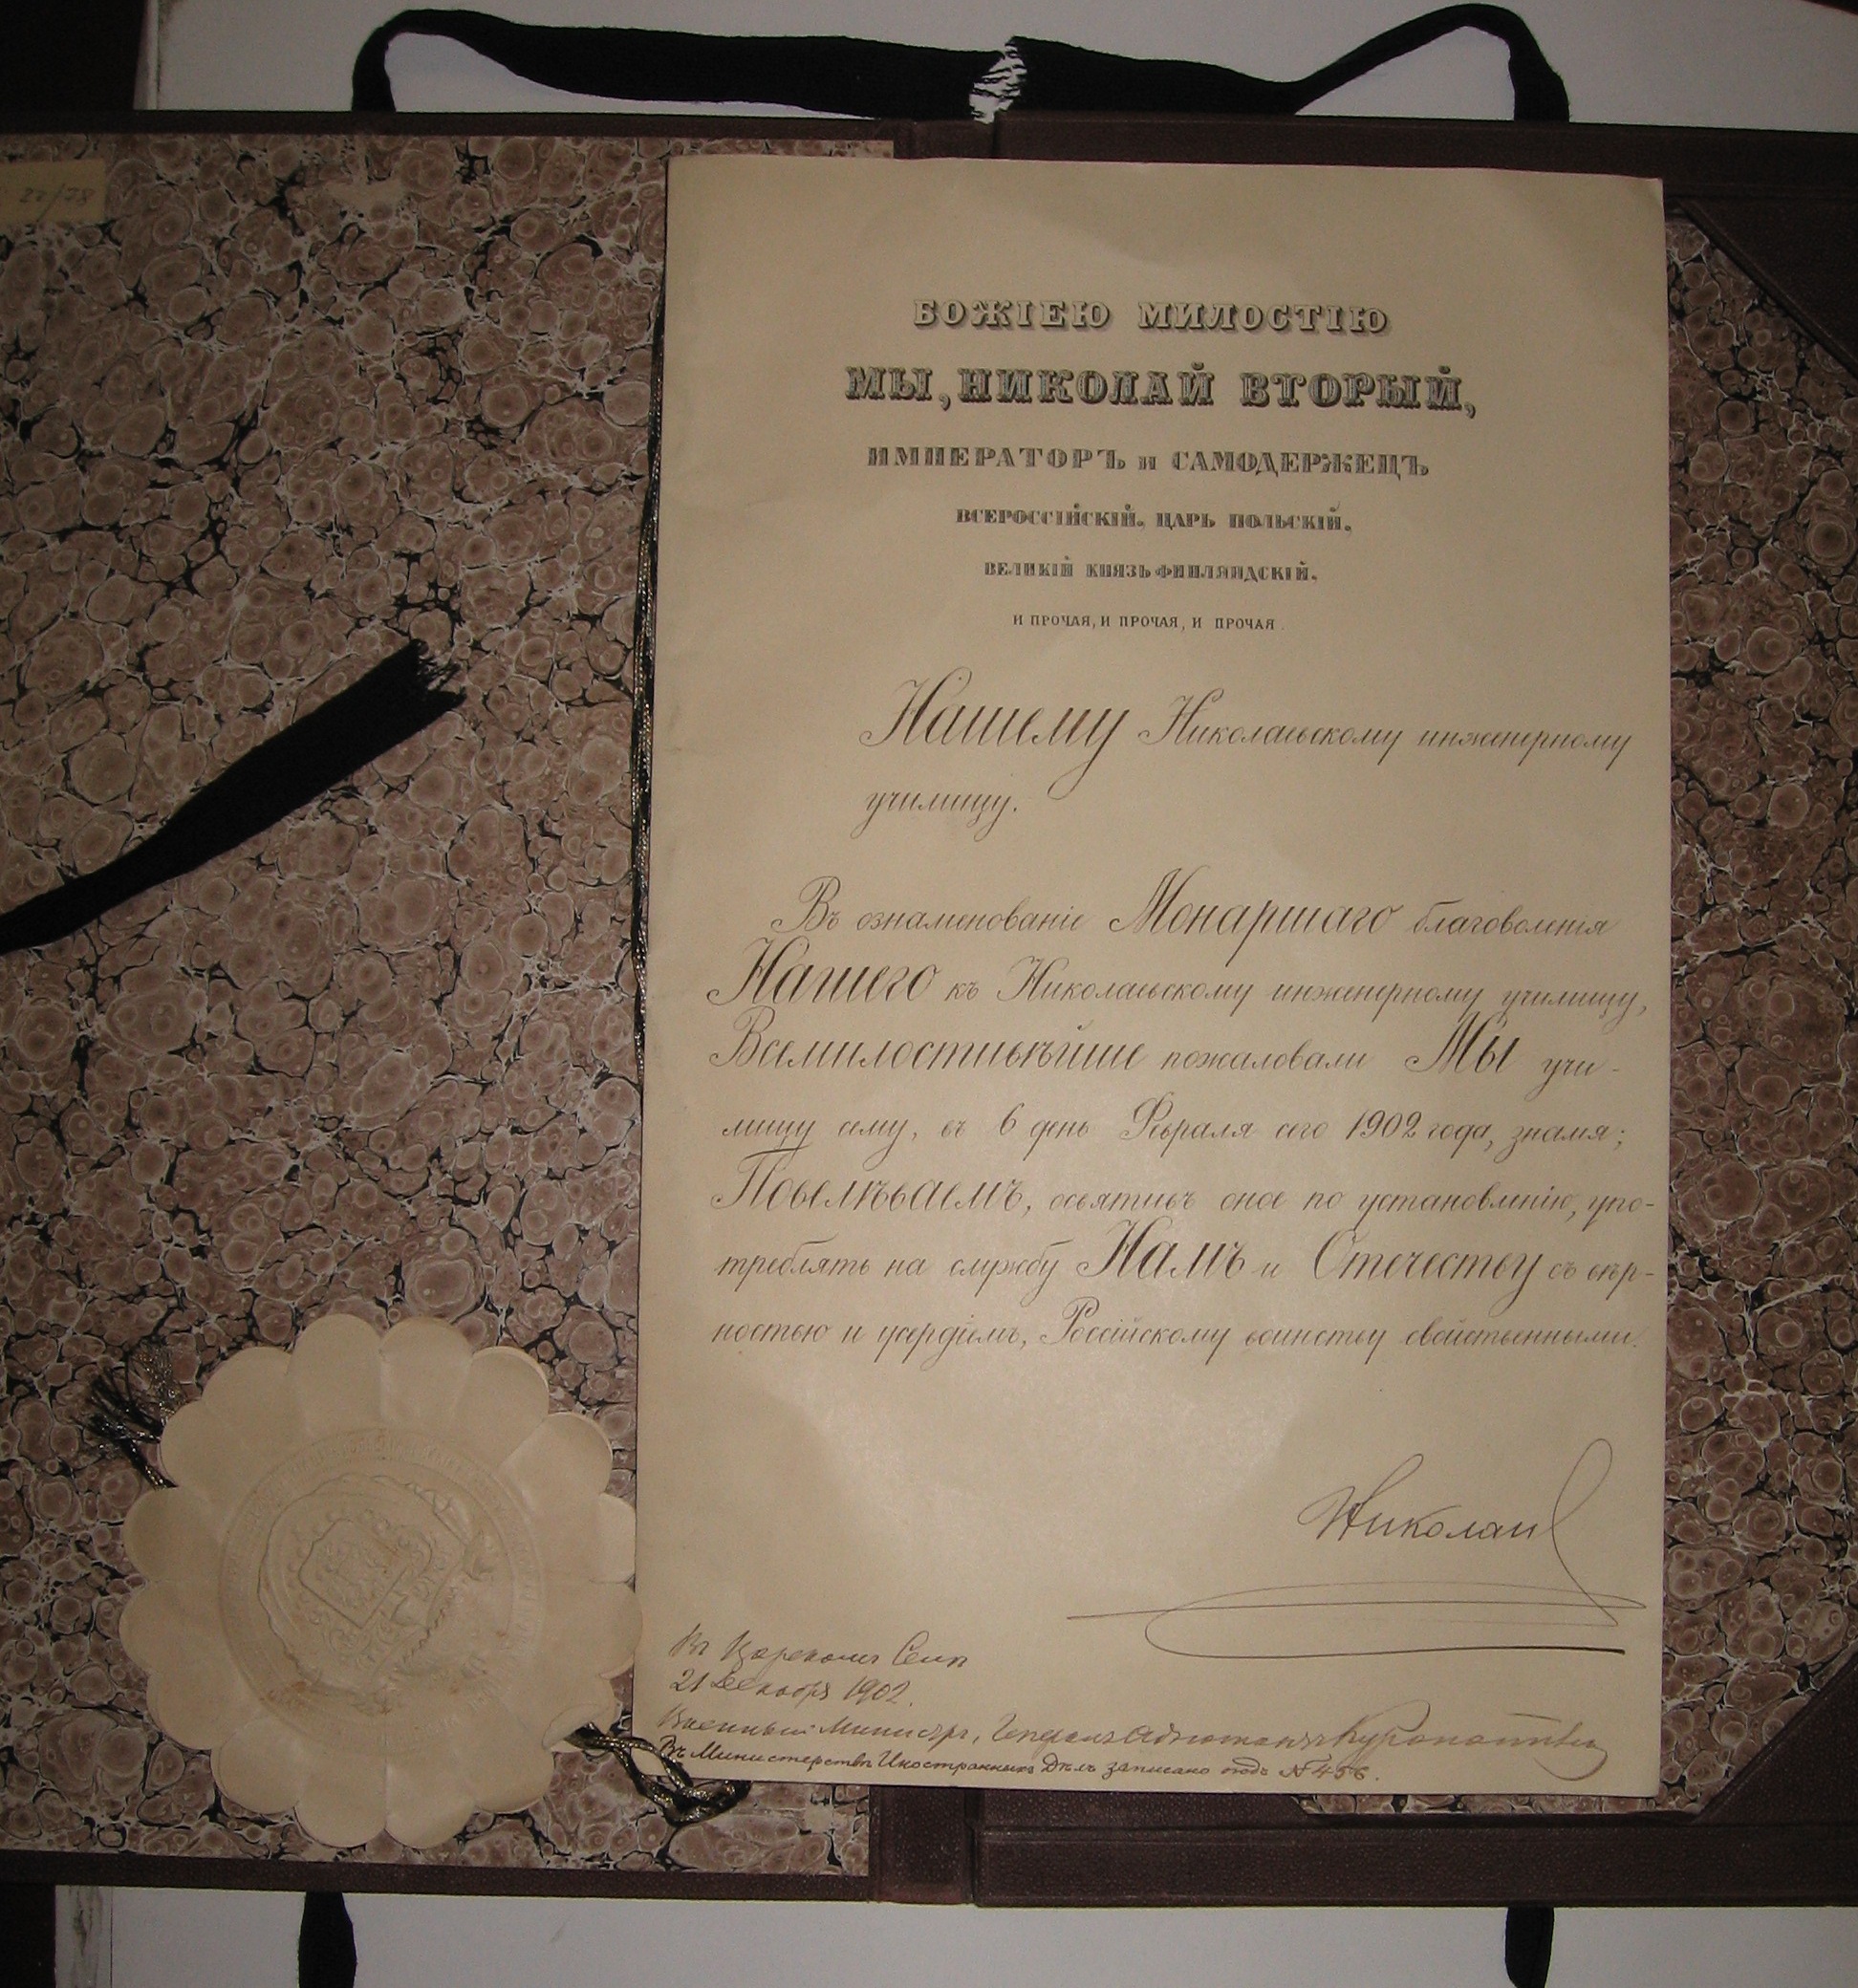 22/78
БОЖІЕЮ МИЛОСТІЮ
МЫ, НИКОЛАЙ ВТОРЫЙ,
ИМПЕРАТОРЪ и САМОДЕРЖЕЦЪ
ВСЕРОССІЙСКІЙ, ЦАРЬ ПОЛЬСКІЙ,
ВЕЛИКІЙ КНЯЗЬ ФИНЛЯНДСКІЙ,
И ПРОЧАЯ, И ПРОЧАЯ, И ПРОЧАЯ.
Нашему Николаевскому инженерному
училищу.
Въ ознаменованіе Монаршаго благоволенія
Нашего къ Николаевскому инженерному училищу,
Всемилостивѣйше пожаловали Мы учи-
лищу сему, въ 6 день Февраля сего 1902 года, знамя;
Повелѣваемъ, освятивъ оное по установленію, упо-
треблять на службу Намъ и Отечеству съ вѣр-
ностью и усердіемъ, Россійскому воинству свойственными.
Николай
Въ Царскомъ Селѣ
21 Декабря 1902.
Военный Министръ, Генералъ Адъютантъ Куропаткинъ
Въ Министерствѣ Иностранныхъ Дѣлъ записано подъ № 456.